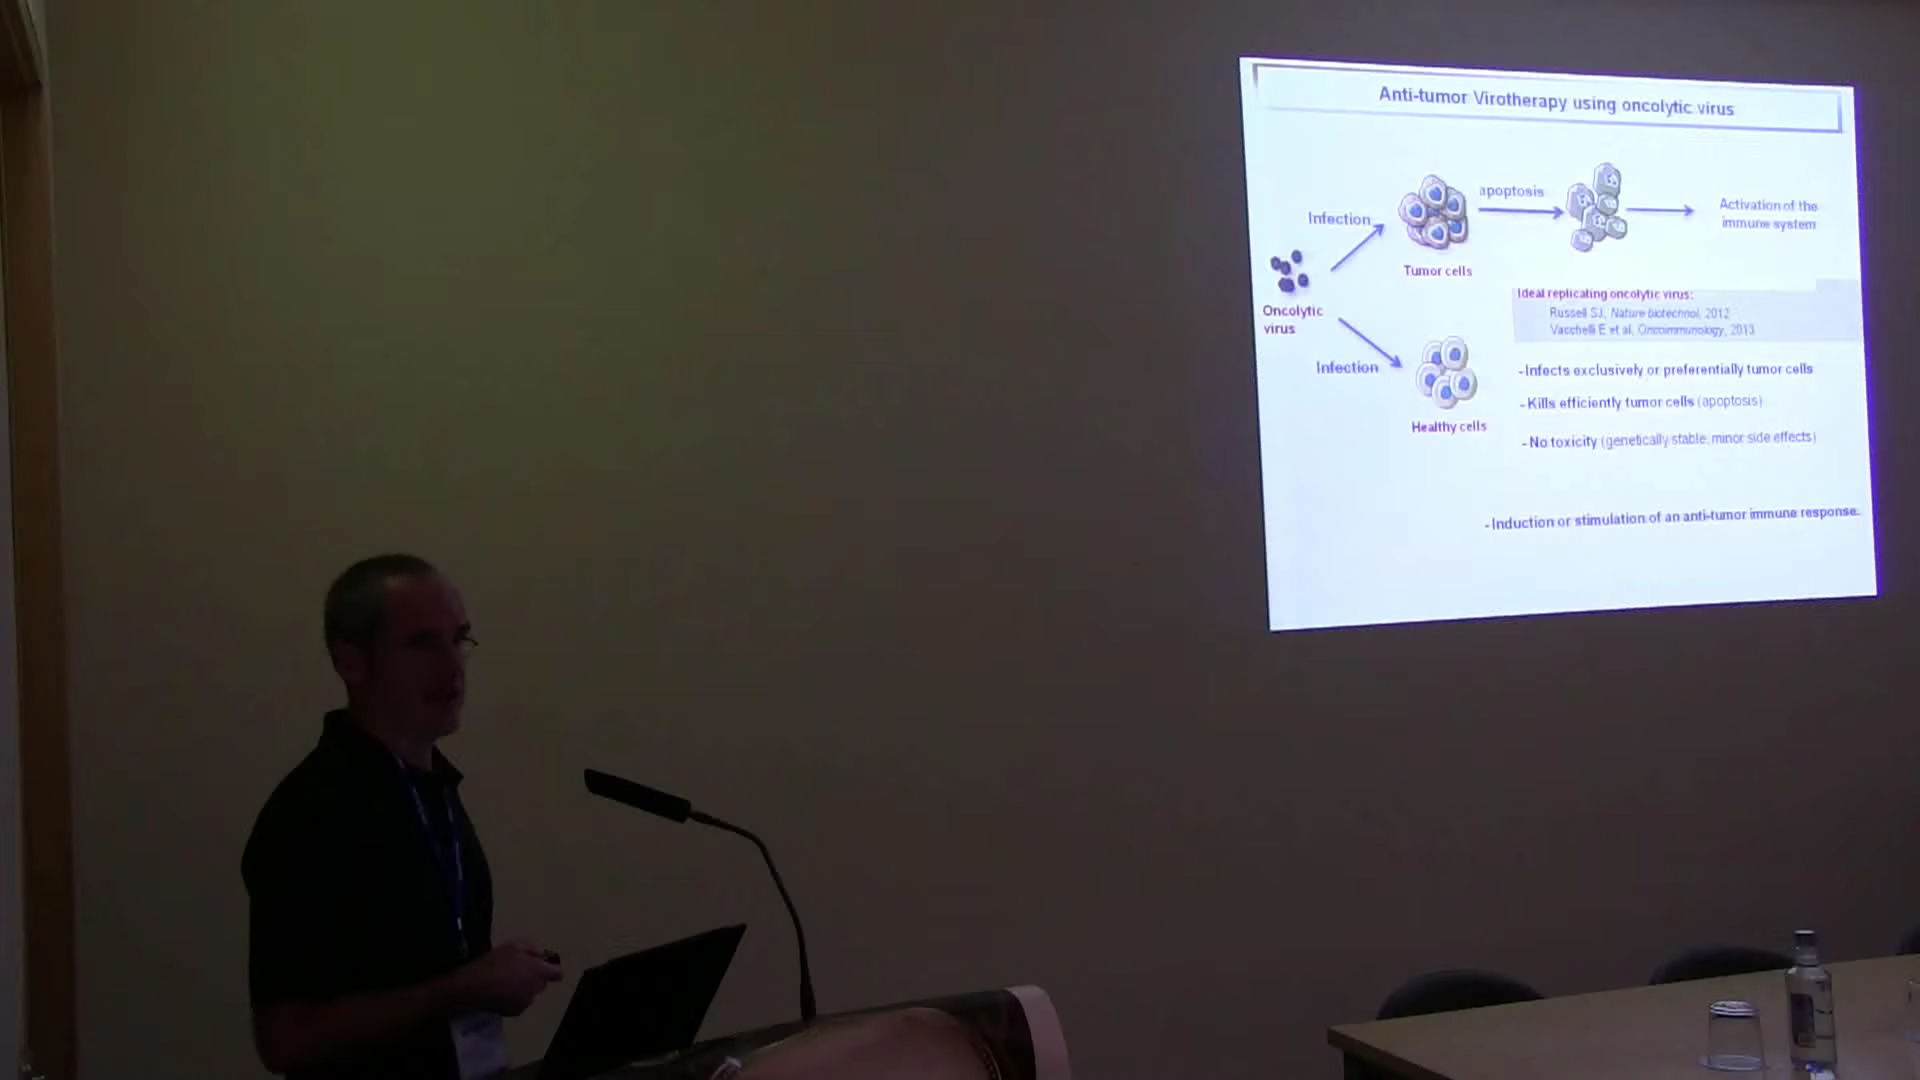 Anti-tumor Virotherapy using oncolytic virus
apoptosis
Infection
Activation of the
immune system
Tumor cells
Oncolytic
virus
Ideal replicating oncolytic virus:
Russell SJ, Nature biotechnol, 2012
Vacchelli E et al, Oncoimmunology, 2013
Infection
- Infects exclusively or preferentially tumor cells
- Kills efficiently tumor cells (apoptosis)
Healthy cells
- No toxicity (genetically stable, minor side effects)
- Induction or stimulation of an anti-tumor immune response.